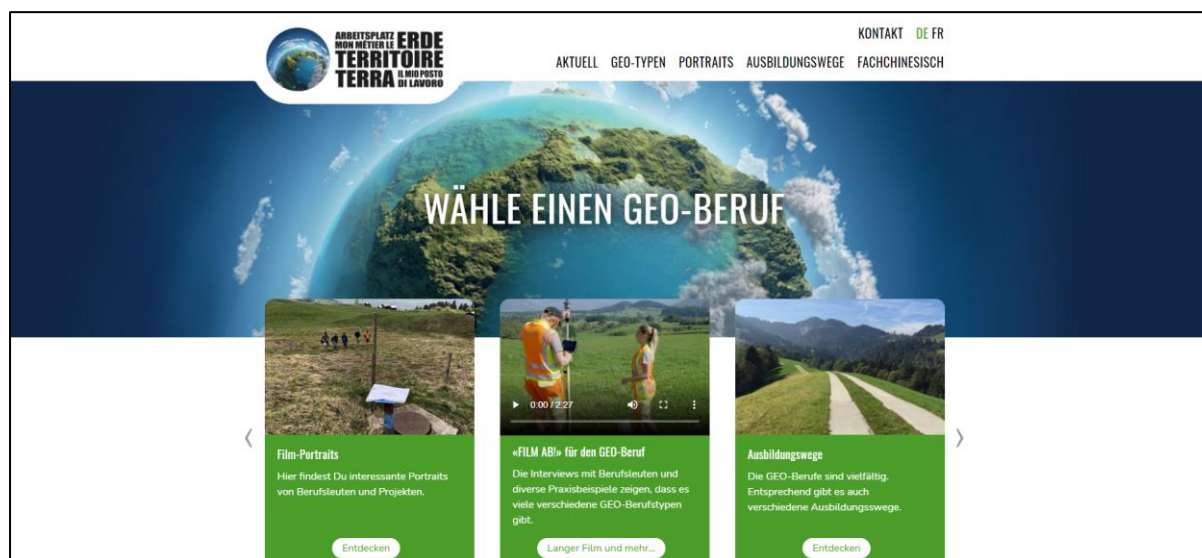 ARBEITSPLATZ ERDE
MON MÉTIER LE TERRITOIRE
TERRA IL MIO POSTO DI LAVORO
KONTAKT DE FR
AKTUELL GEO-TYPEN PORTRAITS AUSBILDUNGSWEGE FACHCHINESISCH
WÄHLE EINEN GEO-BERUF
0:00 / 2:27
Film-Portraits
Hier findest Du interessante Portraits
von Berufsleuten und Projekten.
Entdecken
«FILM AB!» für den GEO-Beruf
Die Interviews mit Berufsleuten und
diverse Praxisbeispiele zeigen, dass es
viele verschiedene GEO-Berufstypen
gibt.
Langer Film und mehr...
Ausbildungswege
Die GEO-Berufe sind vielfältig.
Entsprechend gibt es auch
verschiedene Ausbildungsswege.
Entdecken